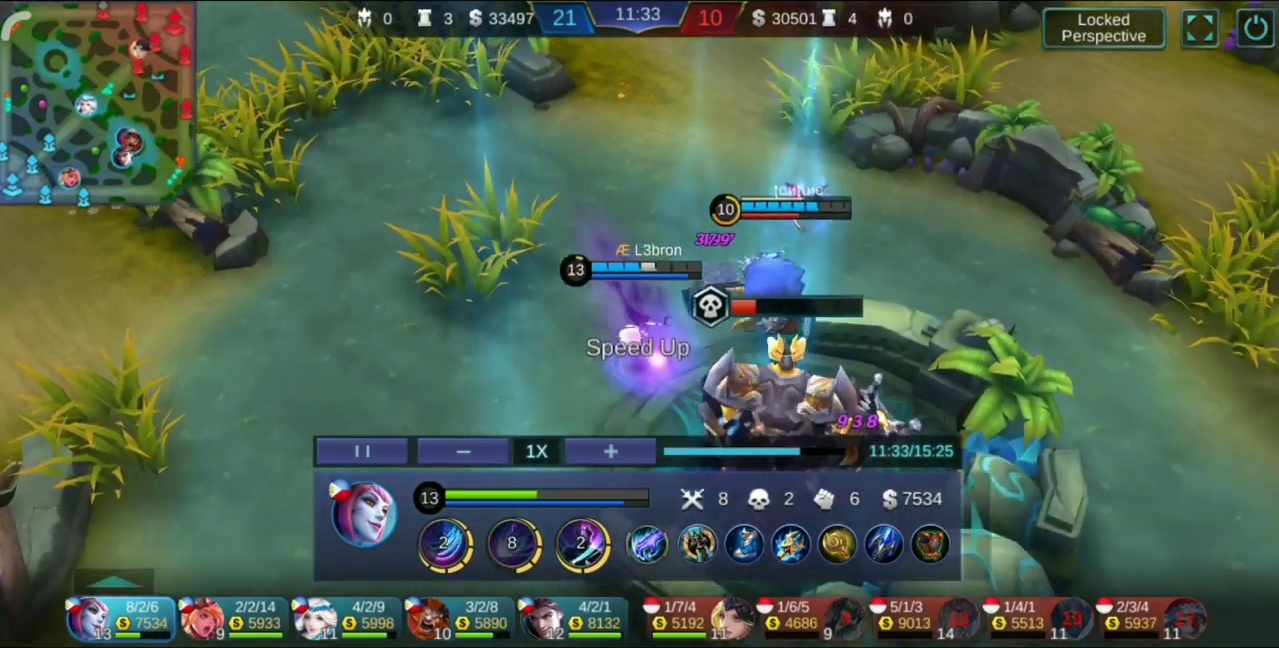 0 3 33497 21 11:33 10 30501 4 0
Locked
Perspective
10
31/39'
Æ L3bron
13
Speed Up
938
1X
11:33/15:25
13
8 2 6 7534
2 8 2
8/2/6 2/2/14 4/2/9 3/2/8 4/2/1 1/7/4 1/6/5 5/1/3 1/4/1 2/3/4
7534 5933 5998 5890 8132 5192 4686 9013 5513 5937
13 9 11 10 12 11 9 14 11 11